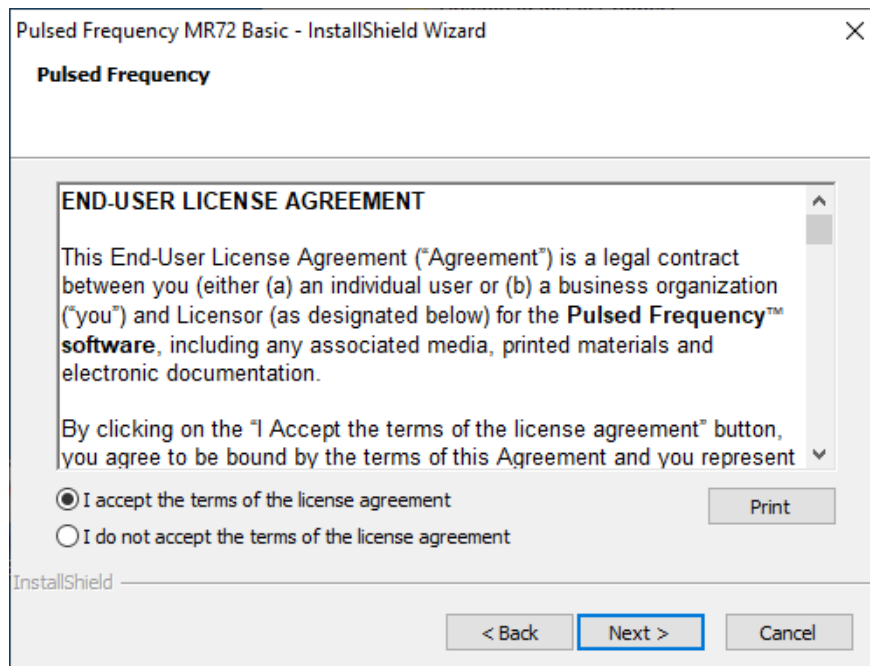 Pulsed Frequency MR72 Basic - InstallShield Wizard
Pulsed Frequency
END-USER LICENSE AGREEMENT
This End-User License Agreement (“Agreement”) is a legal contract
between you (either (a) an individual user or (b) a business organization
(“you”) and Licensor (as designated below) for the Pulsed Frequency™
software, including any associated media, printed materials and
electronic documentation.
By clicking on the “I Accept the terms of the license agreement” button,
you agree to be bound by the terms of this Agreement and you represent
I accept the terms of the license agreement
Print
I do not accept the terms of the license agreement
InstallShield
< Back
Next >
Cancel